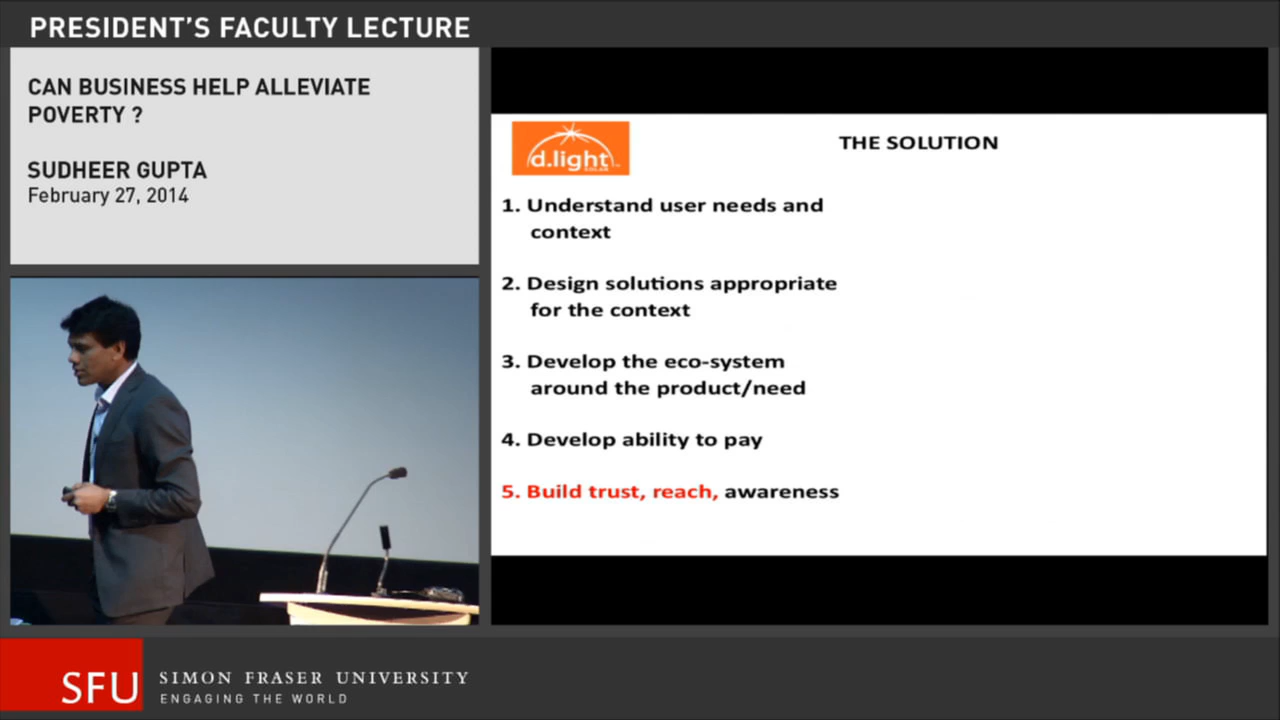 PRESIDENT'S FACULTY LECTURE
CAN BUSINESS HELP ALLEVIATE
POVERTY ?
SUDHEER GUPTA
February 27, 2014
d.light
SOLAR
THE SOLUTION
1. Understand user needs and
context
2. Design solutions appropriate
for the context
3. Develop the eco-system
around the product/need
4. Develop ability to pay
5. Build trust, reach, awareness
SFU
SIMON FRASER UNIVERSITY
ENGAGING THE WORLD